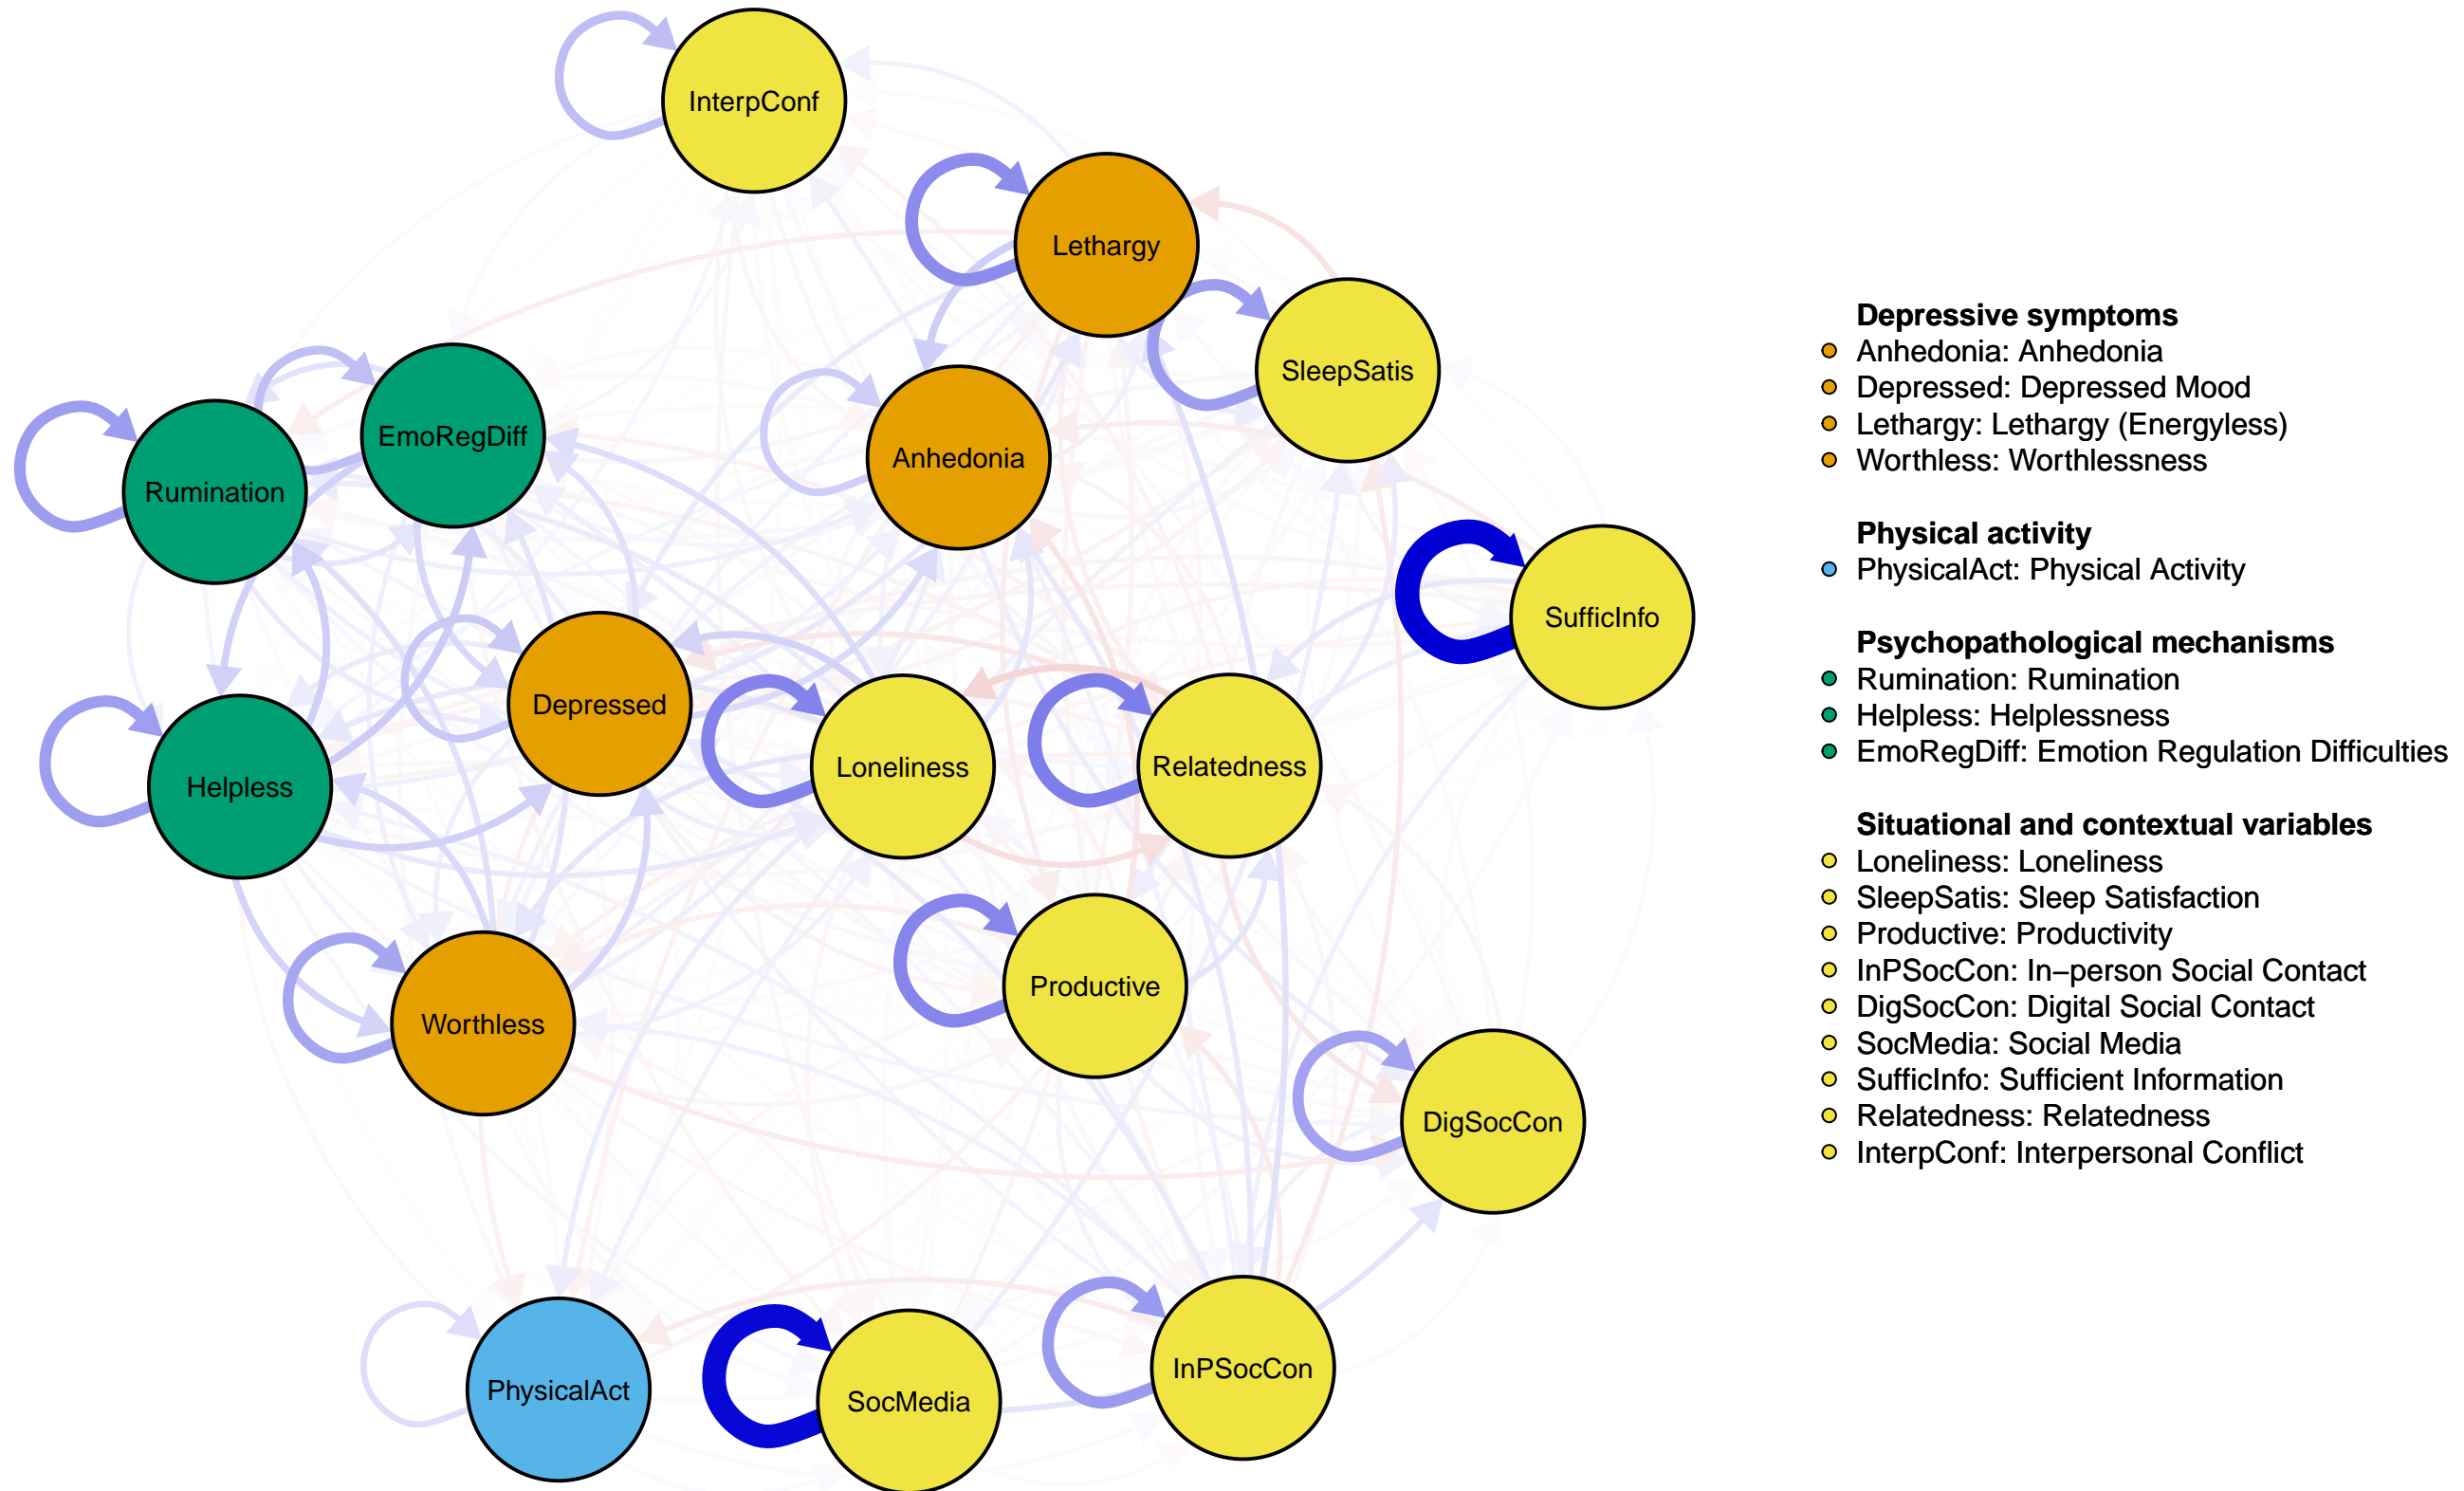 InterpConf
Lethargy
SleepSatis
EmoRegDiff
Anhedonia
Rumination
SufficInfo
Depressed
Loneliness
Relatedness
Helpless
Productive
Worthless
DigSocCon
InPSocCon
PhysicalAct
SocMedia
Depressive symptoms
Anhedonia: Anhedonia
Depressed: Depressed Mood
Lethargy: Lethargy (Energyless)
Worthless: Worthlessness
Physical activity
PhysicalAct: Physical Activity
Psychopathological mechanisms
Rumination: Rumination
Helpless: Helplessness
EmoRegDiff: Emotion Regulation Difficulties
Situational and contextual variables
Loneliness: Loneliness
SleepSatis: Sleep Satisfaction
Productive: Productivity
InPSocCon: In−person Social Contact
DigSocCon: Digital Social Contact
SocMedia: Social Media
SufficInfo: Sufficient Information
Relatedness: Relatedness
InterpConf: Interpersonal Conflict